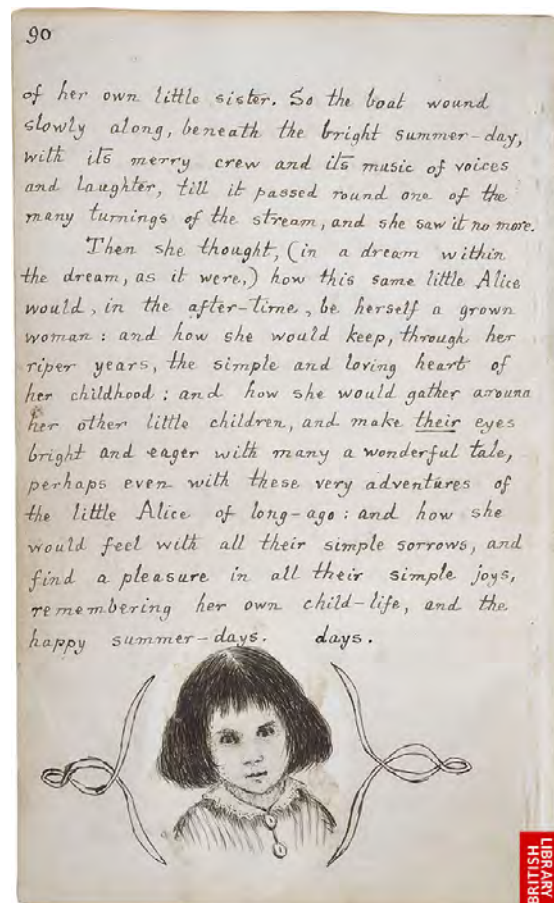 90
of her own little sister. So the boat wound
slowly along, beneath the bright summer-day,
with its merry crew and its music of voices
and laughter, till it passed round one of the
many turnings of the stream, and she saw it no more.
Then she thought, (in a dream within
the dream, as it were,) how this same little Alice
would, in the after-time, be herself a grown
woman: and how she would keep, through her
riper years, the simple and loving heart of
her childhood: and how she would gather around
her other little children, and make their eyes
bright and eager with many a wonderful tale,
perhaps even with these very adventures of
the little Alice of long-ago: and how she
would feel with all their simple sorrows, and
find a pleasure in all their simple joys,
remembering her own child-life, and the
happy summer-days. days.
BRITISH
LIBRARY